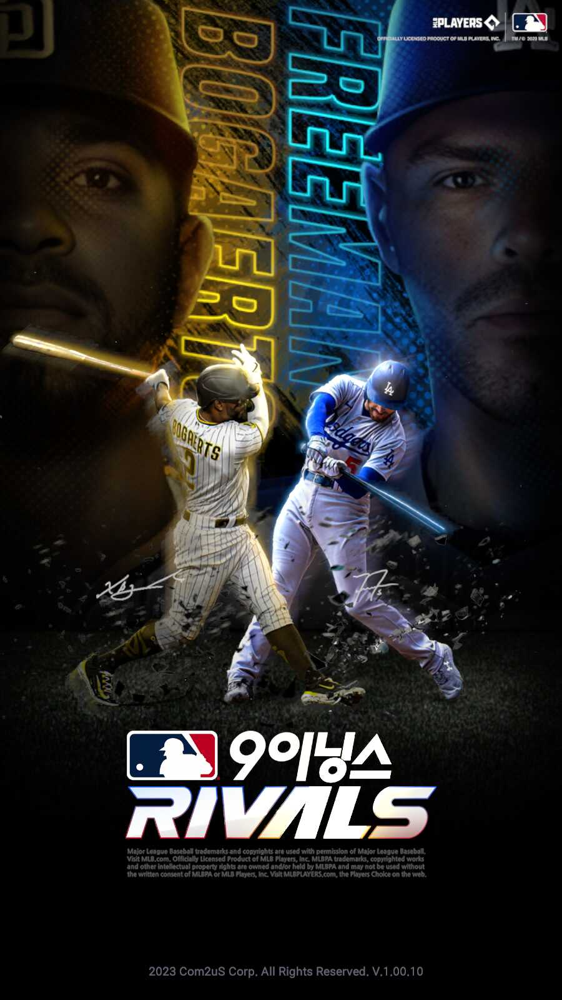 MLB PLAYERS
OFFICIALLY LICENSED PRODUCT OF MLB PLAYERS, INC.
TM / © 2023 MLB
BOGAERTS
FREEMAN
LA
BOGAERTS
2
Dodgers
5
LA
9이닝스
RIVALS
Major League Baseball trademarks and copyrights are used with permission of Major League Baseball.
Visit MLB.com. Officially Licensed Product of MLB Players, Inc. MLBPA trademarks, copyrighted works
and other intellectual property rights are owned and/or held by MLBPA and may not be used without
the written consent of MLBPA or MLB Players, Inc. Visit MLBPLAYERS.com, the Players Choice on the web.
2023 Com2uS Corp. All Rights Reserved. V.1.00.10